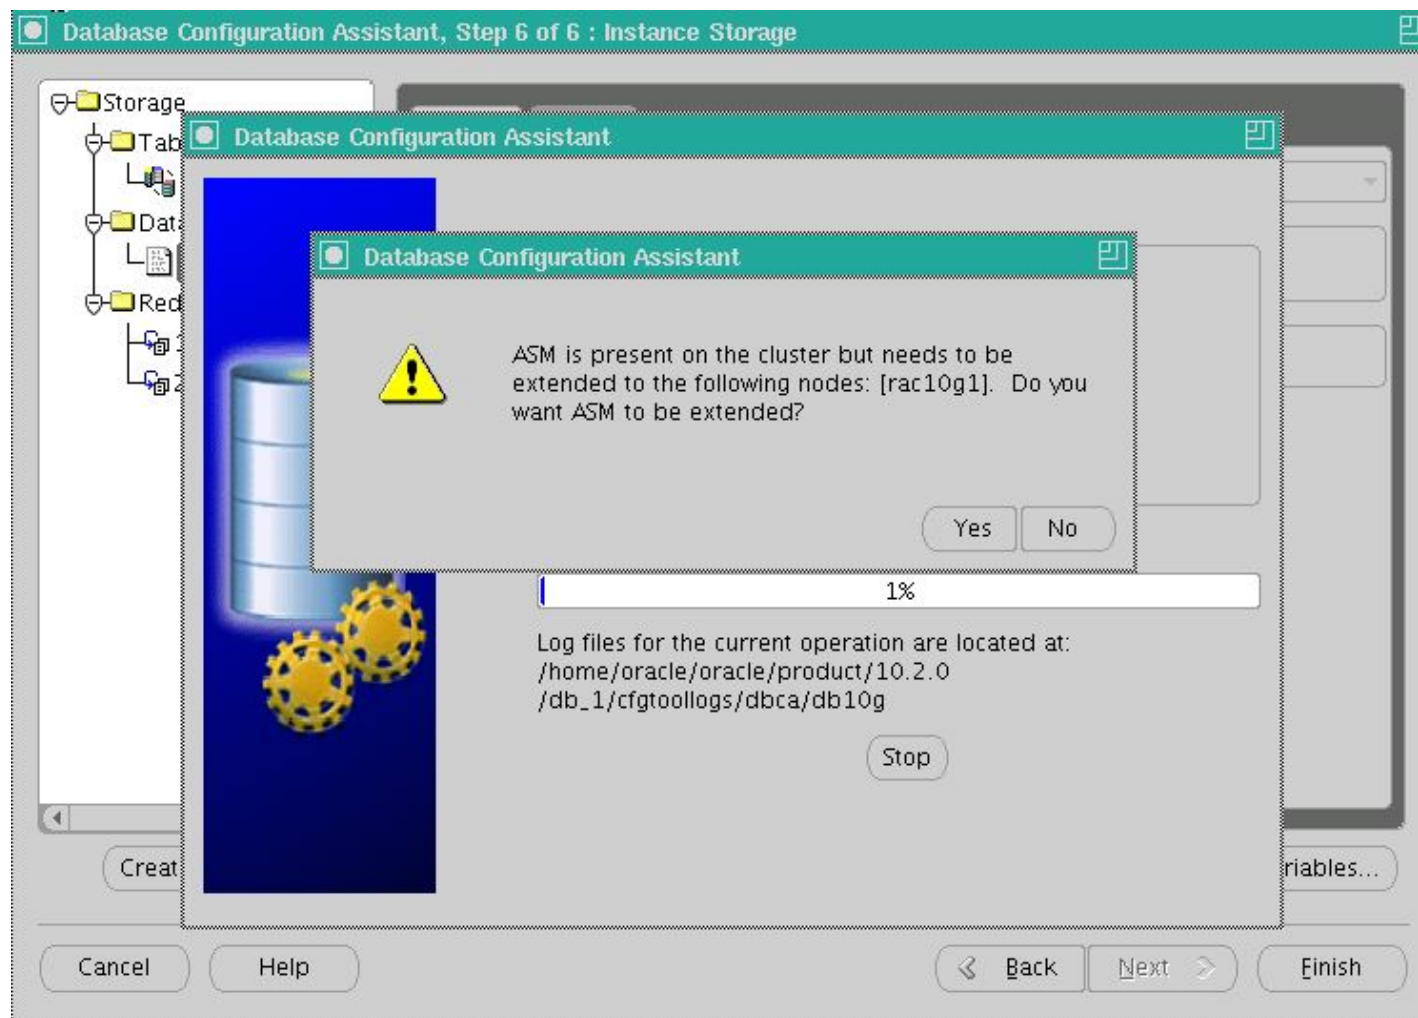 Database Configuration Assistant, Step 6 of 6 : Instance Storage
Storage
Database Configuration Assistant
Database Configuration Assistant
ASM is present on the cluster but needs to be
extended to the following nodes: [rac10g1]. Do you
want ASM to be extended?
Yes No
1%
Log files for the current operation are located at:
/home/oracle/oracle/product/10.2.0
/db_1/cfgtoollogs/dbca/db10g
Stop
Cancel Help Back Next Finish